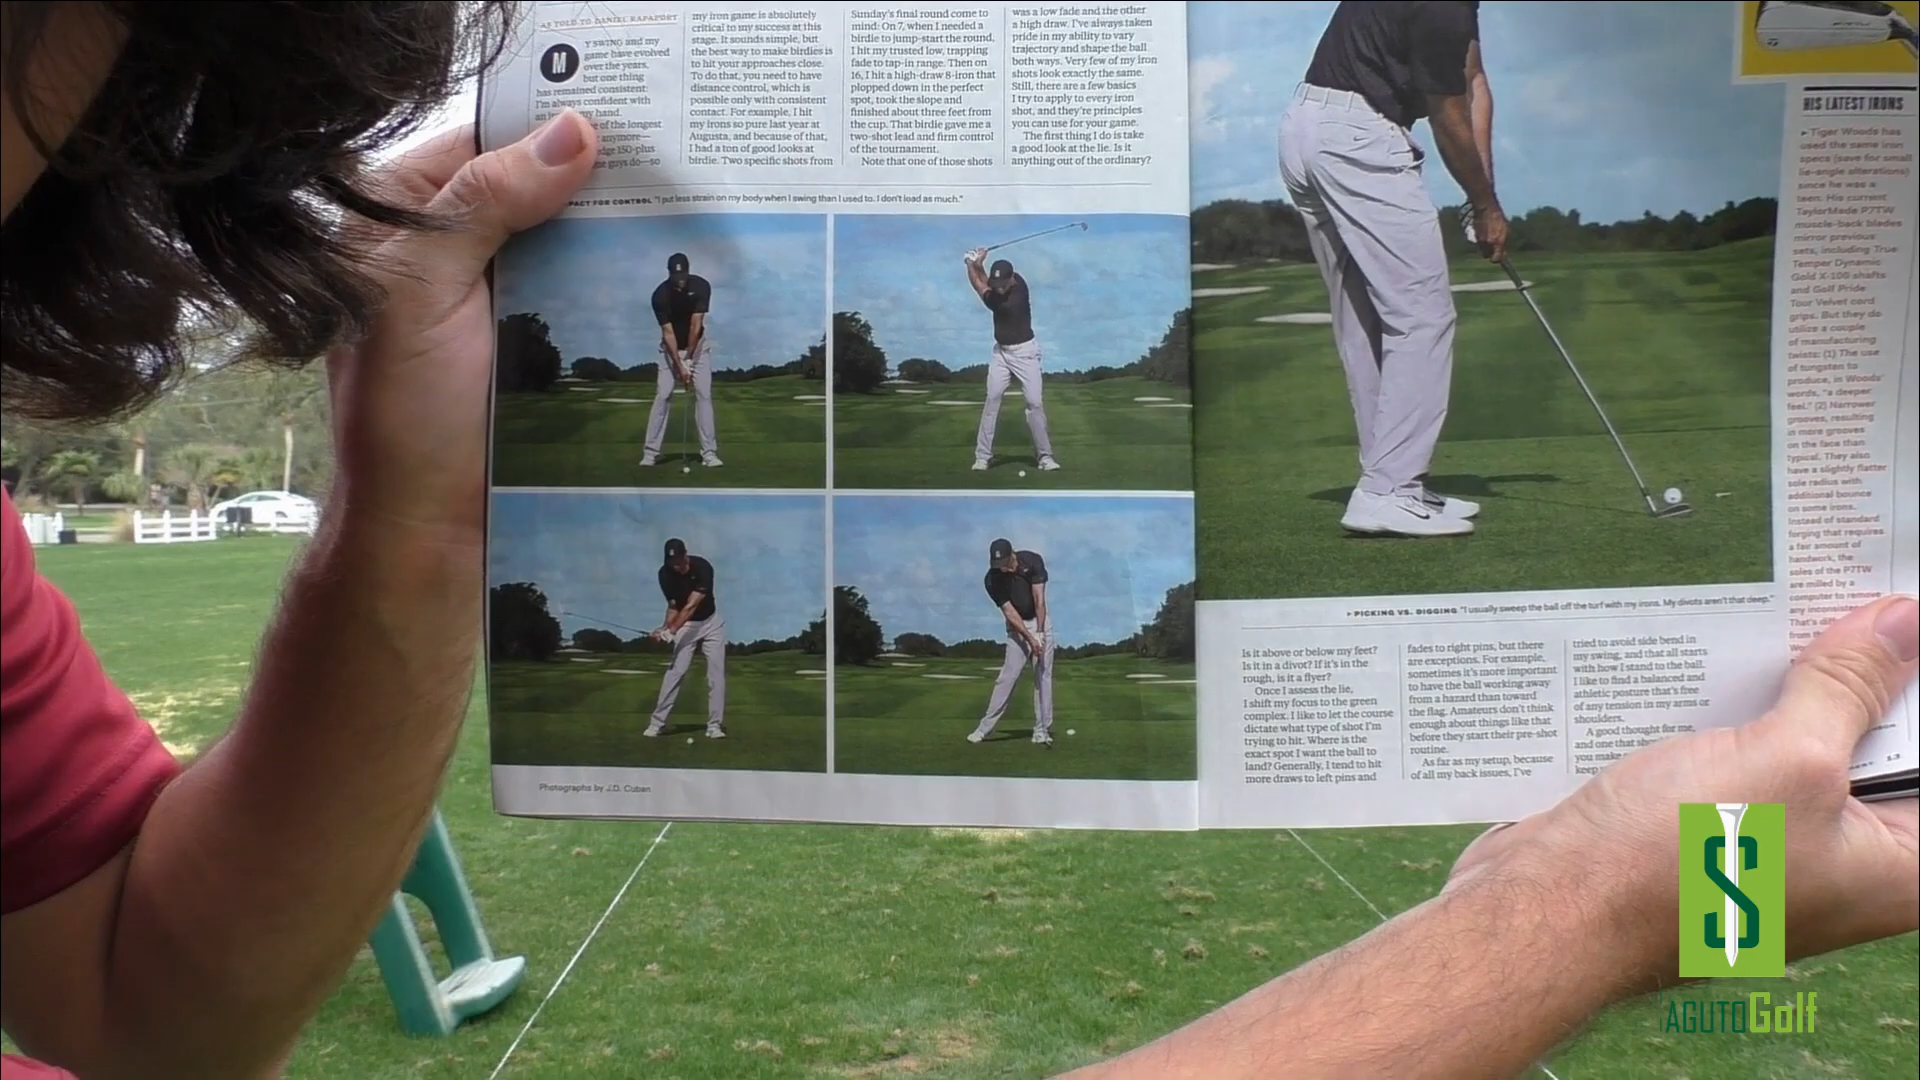 AS TOLD TO DANIEL RAPAPORT
MY SWING and my
game have evolved
over the years,
but one thing
has remained consistent:
I'm always confident with
an hand.
of the longest
anymore—
150-plus
guys do—so
my iron game is absolutely
critical to my success at this
stage. It sounds simple, but
the best way to make birdies is
to hit your approaches close.
To do that, you need to have
distance control, which is
possible only with consistent
contact. For example, I hit
my irons so pure last year at
Augusta, and because of that,
I had a ton of good looks at
birdie. Two specific shots from
Sunday's final round come to
mind: On 7, when I needed a
birdie to jump-start the round,
I hit my trusted low, trapping
fade to tap-in range. Then on
16, I hit a high-draw 8-iron that
plopped down in the perfect
spot, took the slope and
finished about three feet from
the cup. That birdie gave me a
two-shot lead and firm control
of the tournament.
Note that one of those shots
was a low fade and the other
a high draw. I've always taken
pride in my ability to vary
trajectory and shape the ball
both ways. Very few of my iron
shots look exactly the same.
Still, there are a few basics
I try to apply to every iron
shot, and they're principles
you can use for your game.
The first thing I do is take
a good look at the lie. Is it
anything out of the ordinary?
FOR CONTROL "I put less strain on my body when I swing than I used to. I don't load as much."
Photographs by J.D. Cuban
▸ PICKING VS. DIGGING "I usually sweep the ball off the turf with my irons. My divots aren't that deep."
Is it above or below my feet?
Is it in a divot? If it's in the
rough, is it a flyer?
Once I assess the lie,
I shift my focus to the green
complex. I like to let the course
dictate what type of shot I'm
trying to hit. Where is the
exact spot I want the ball to
land? Generally, I tend to hit
more draws to left pins and
fades to right pins, but there
are exceptions. For example,
sometimes it's more important
to have the ball working away
from a hazard than toward
the flag. Amateurs don't think
enough about things like that
before they start their pre-shot
routine.
As far as my setup, because
of all my back issues, I've
tried to avoid side bend in
my swing, and that all starts
with how I stand to the ball.
I like to find a balanced and
athletic posture that's free
of any tension in my arms or
shoulders.
A good thought for me,
and one that
you make
keep
HIS LATEST IRONS
▸ Tiger Woods has
used the same iron
specs (save for small
lie-angle alterations)
since he was a
teen. His current
TaylorMade P7TW
muscle-back blades
mirror previous
sets, including True
Temper Dynamic
Gold X-100 shafts
and Golf Pride
Tour Velvet cord
grips. But they do
utilize a couple
of manufacturing
twists: (1) The use
of tungsten to
produce, in Woods'
words, "a deeper
feel." (2) Narrower
grooves, resulting
in more grooves
on the face than
typical. They also
have a slightly flatter
sole radius with
additional bounce
on some irons.
Instead of standard
forging that requires
a fair amount of
handwork, the
soles of the P7TW
are milled by a
computer to remove
any
That's
from
13
S
AGUTOGolf